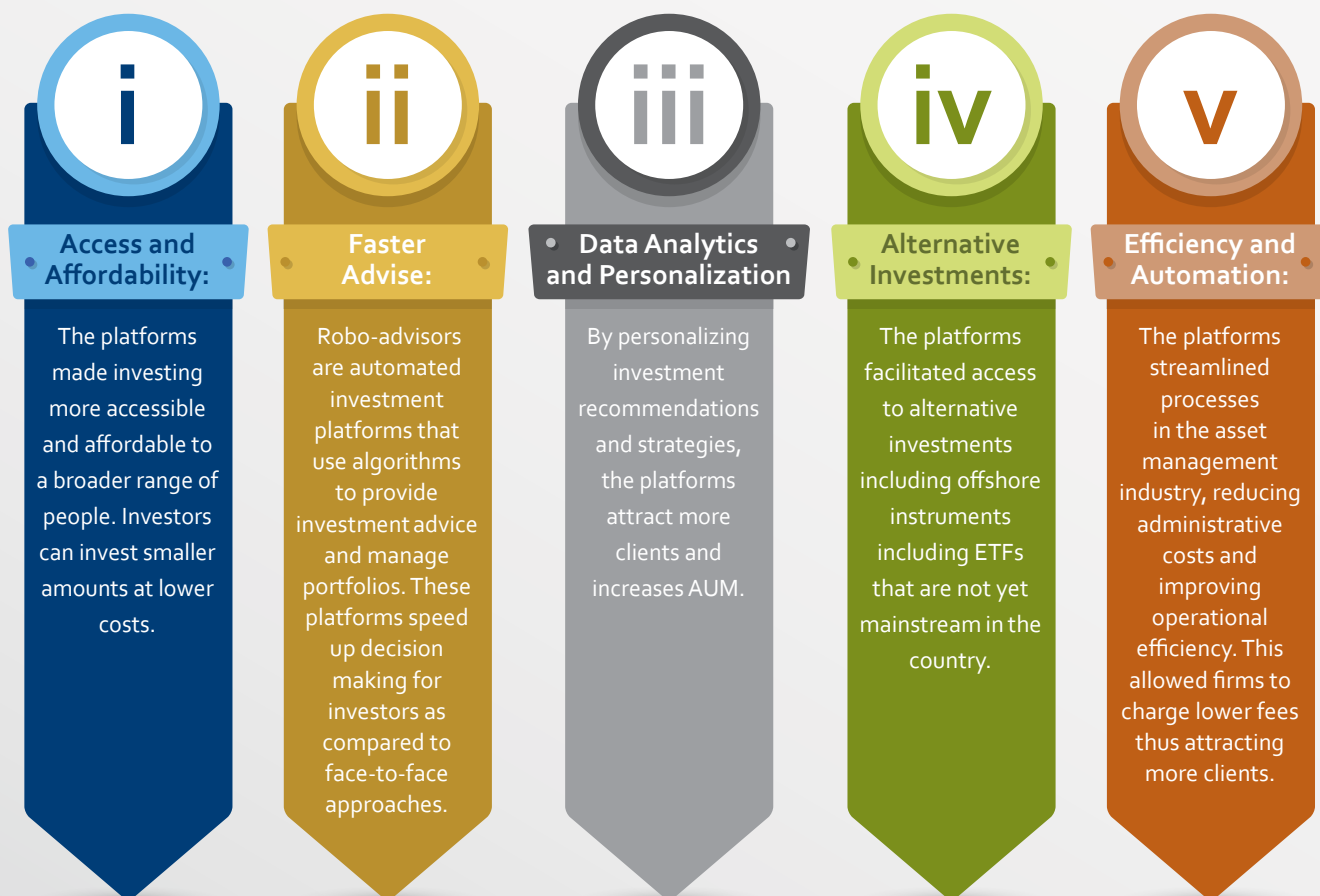 i
Access and
Affordability:
The platforms
made investing
more accessible
and affordable to
a broader range of
people. Investors
can invest smaller
amounts at lower
costs.
ii
Faster
Advise:
Robo-advisors
are automated
investment
platforms that
use algorithms
to provide
investment advice
and manage
portfolios. These
platforms speed
up decision
making for
investors as
compared to
face-to-face
approaches.
iii
Data Analytics
and Personalization
By personalizing
investment
recommendations
and strategies,
the platforms
attract more
clients and
increases AUM.
iv
Alternative
Investments:
The platforms
facilitated access
to alternative
investments
including offshore
instruments
including ETFs
that are not yet
mainstream in the
country.
v
Efficiency and
Automation:
The platforms
streamlined
processes
in the asset
management
industry, reducing
administrative
costs and
improving
operational
efficiency. This
allowed firms to
charge lower fees
thus attracting
more clients.